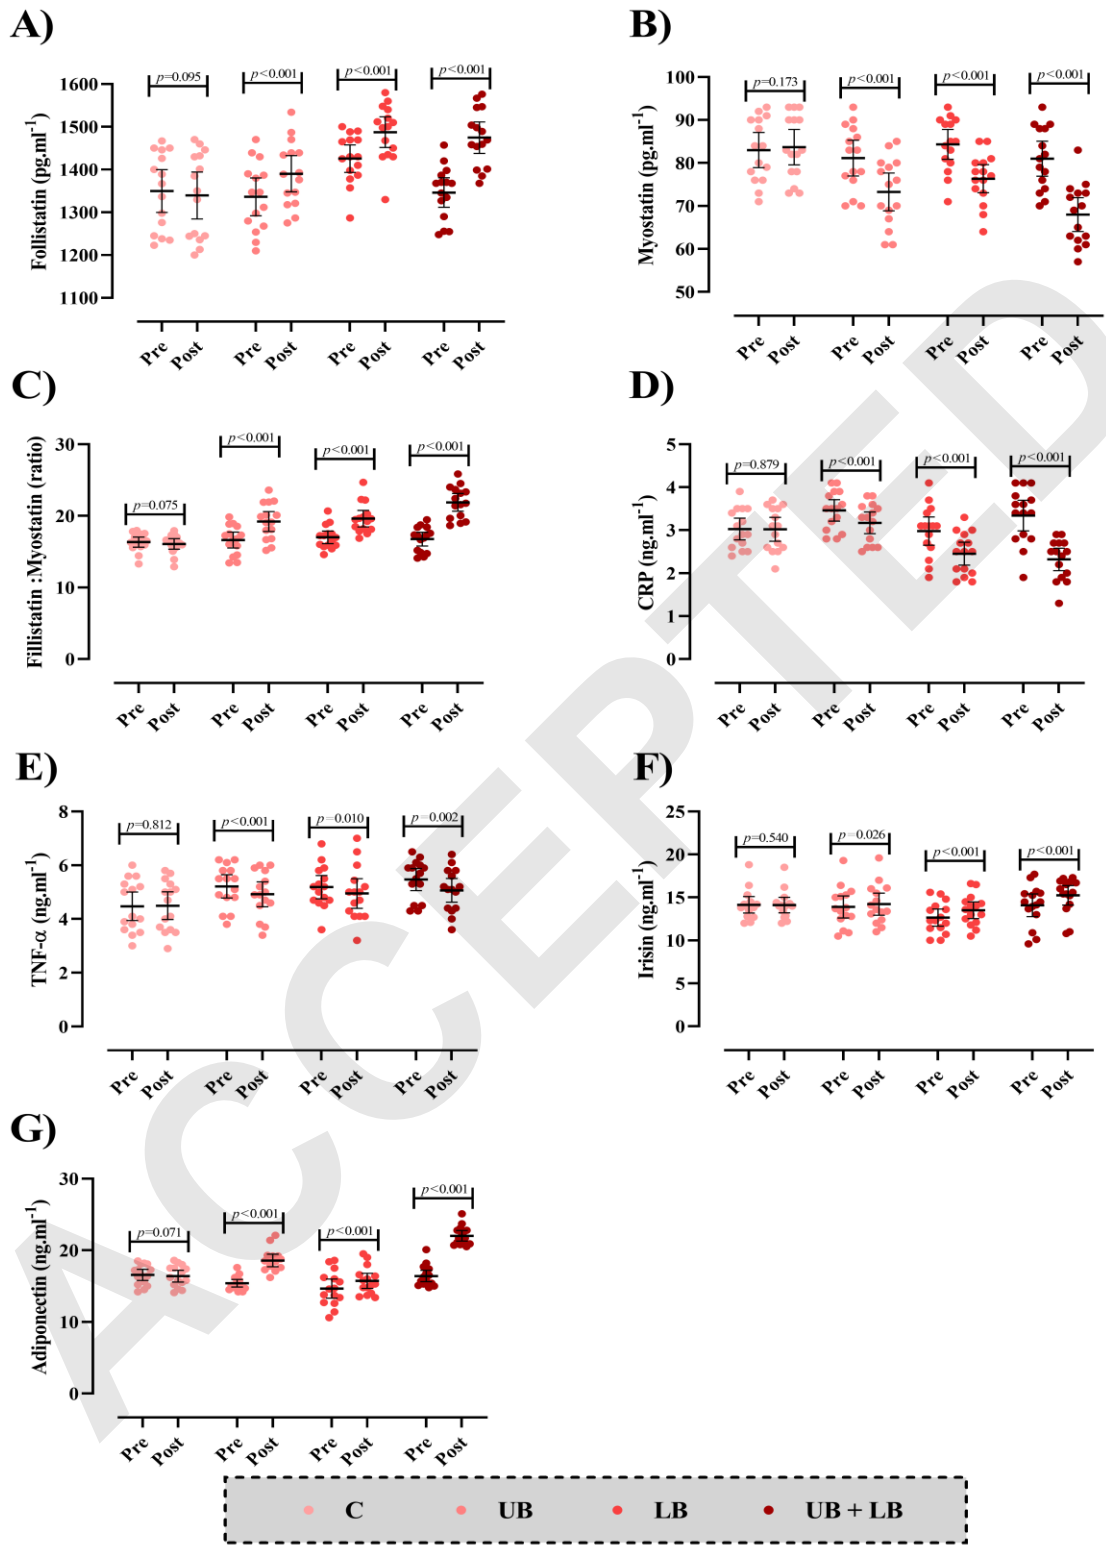 A)
Follistatin (pg.ml-1)
1600
1500
1400
1300
1200
1100
p=0.095
p<0.001
p<0.001
p<0.001
Pre Post Pre Post Pre Post Pre Post
B)
Myostatin (pg.ml-1)
100
90
80
70
60
50
p=0.173
p<0.001
p<0.001
p<0.001
Pre Post Pre Post Pre Post Pre Post
C)
Fillistatin :Myostatin (ratio)
30
20
10
0
p=0.075
p<0.001
p<0.001
p<0.001
Pre Post Pre Post Pre Post Pre Post
D)
CRP (ng.ml-1)
5
4
3
2
1
0
p=0.879
p<0.001
p<0.001
p<0.001
Pre Post Pre Post Pre Post Pre Post
E)
TNF-α (ng.ml-1)
8
6
4
2
0
p=0.812
p<0.001
p=0.010
p=0.002
Pre Post Pre Post Pre Post Pre Post
F)
Irisin (ng.ml-1)
25
20
15
10
5
0
p=0.540
p=0.026
p<0.001
p<0.001
Pre Post Pre Post Pre Post Pre Post
G)
Adiponectin (ng.ml-1)
30
20
10
0
p=0.071
p<0.001
p<0.001
p<0.001
Pre Post Pre Post Pre Post Pre Post
C UB LB UB + LB
ACCEPTED